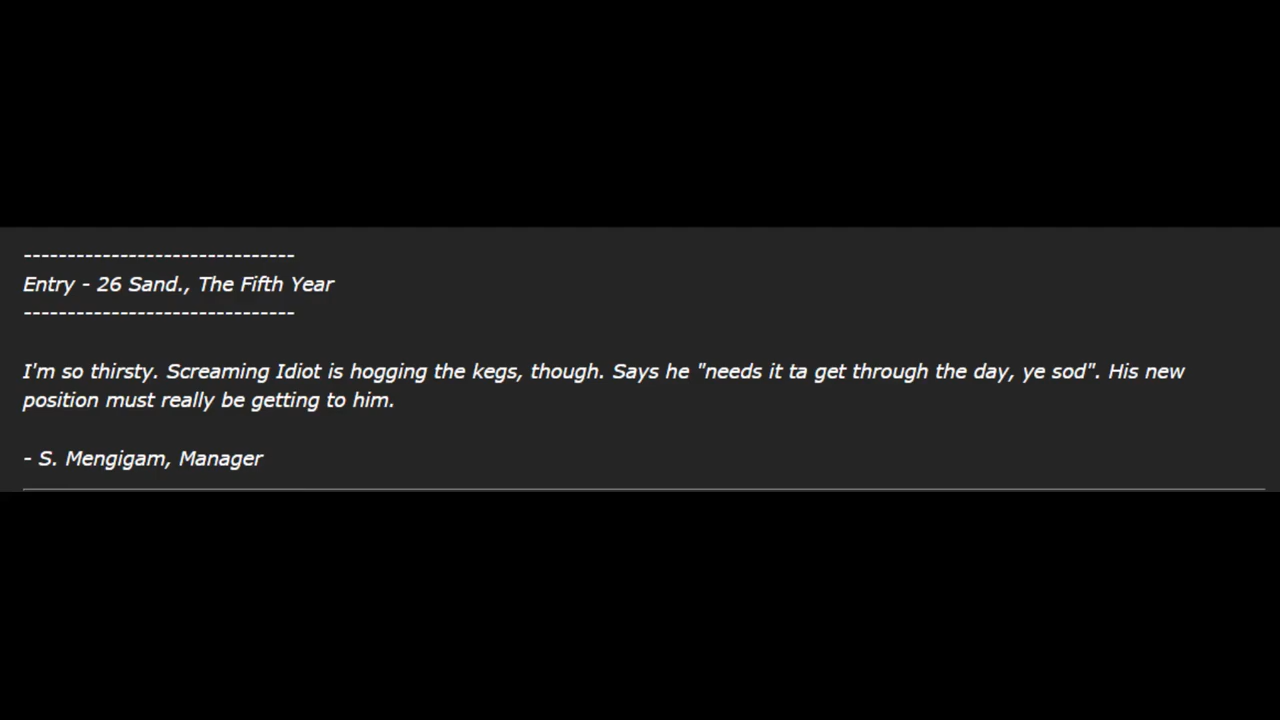 -------------------------------
Entry - 26 Sand., The Fifth Year
-------------------------------
I'm so thirsty. Screaming Idiot is hogging the kegs, though. Says he "needs it ta get through the day, ye sod". His new
position must really be getting to him.
- S. Mengigam, Manager